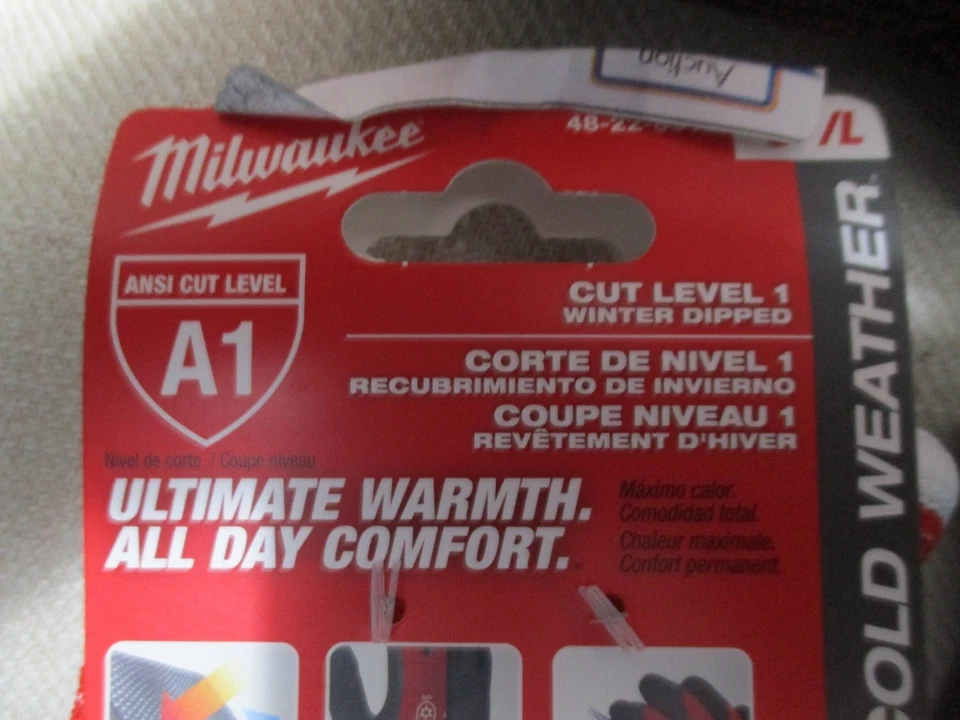 Auction
Milwaukee
48-22-
/L
ANSI CUT LEVEL
A1
Nivel de corte / Coupe niveau
CUT LEVEL 1
WINTER DIPPED
CORTE DE NIVEL 1
RECUBRIMIENTO DE INVIERNO
COUPE NIVEAU 1
REVÊTEMENT D'HIVER
ULTIMATE WARMTH.
ALL DAY COMFORT.
Máximo calor.
Comodidad total.
Chaleur maximale.
Confort permanent.
COLD WEATHER